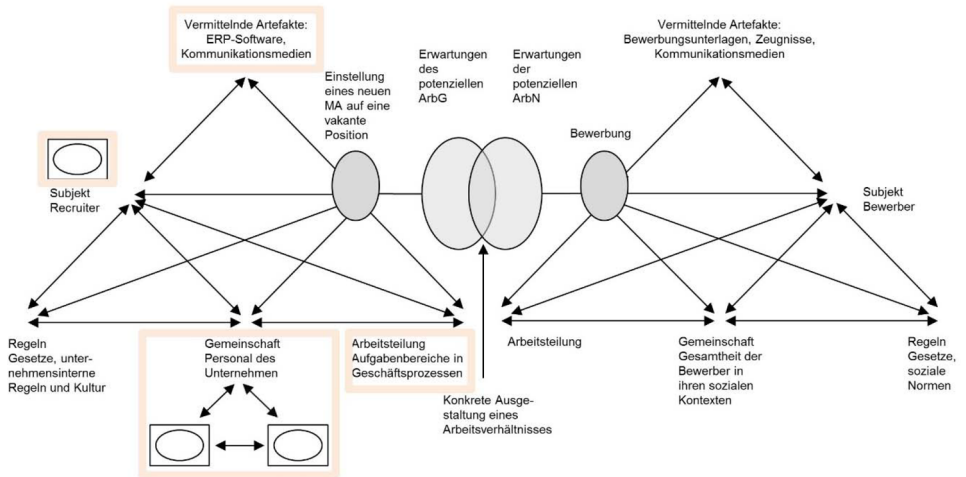 Vermittelnde Artefakte:
ERP-Software,
Kommunikationsmedien
Vermittelnde Artefakte:
Bewerbungsunterlagen, Zeugnisse,
Kommunikationsmedien
Erwartungen
des
potenziellen
ArbG
Erwartungen
der
potenziellen
ArbN
Einstellung
eines neuen
MA auf eine
vakante
Position
Bewerbung
Subjekt
Recruiter
Subjekt
Bewerber
Regeln
Gesetze, unter-
nehmensinterne
Regeln und Kultur
Gemeinschaft
Personal des
Unternehmen
Arbeitsteilung
Aufgabenbereiche in
Geschäftsprozessen
Konkrete Ausge-
staltung eines
Arbeitsverhältnisses
Arbeitsteilung
Gemeinschaft
Gesamtheit der
Bewerber in
ihren sozialen
Kontexten
Regeln
Gesetze,
soziale
Normen